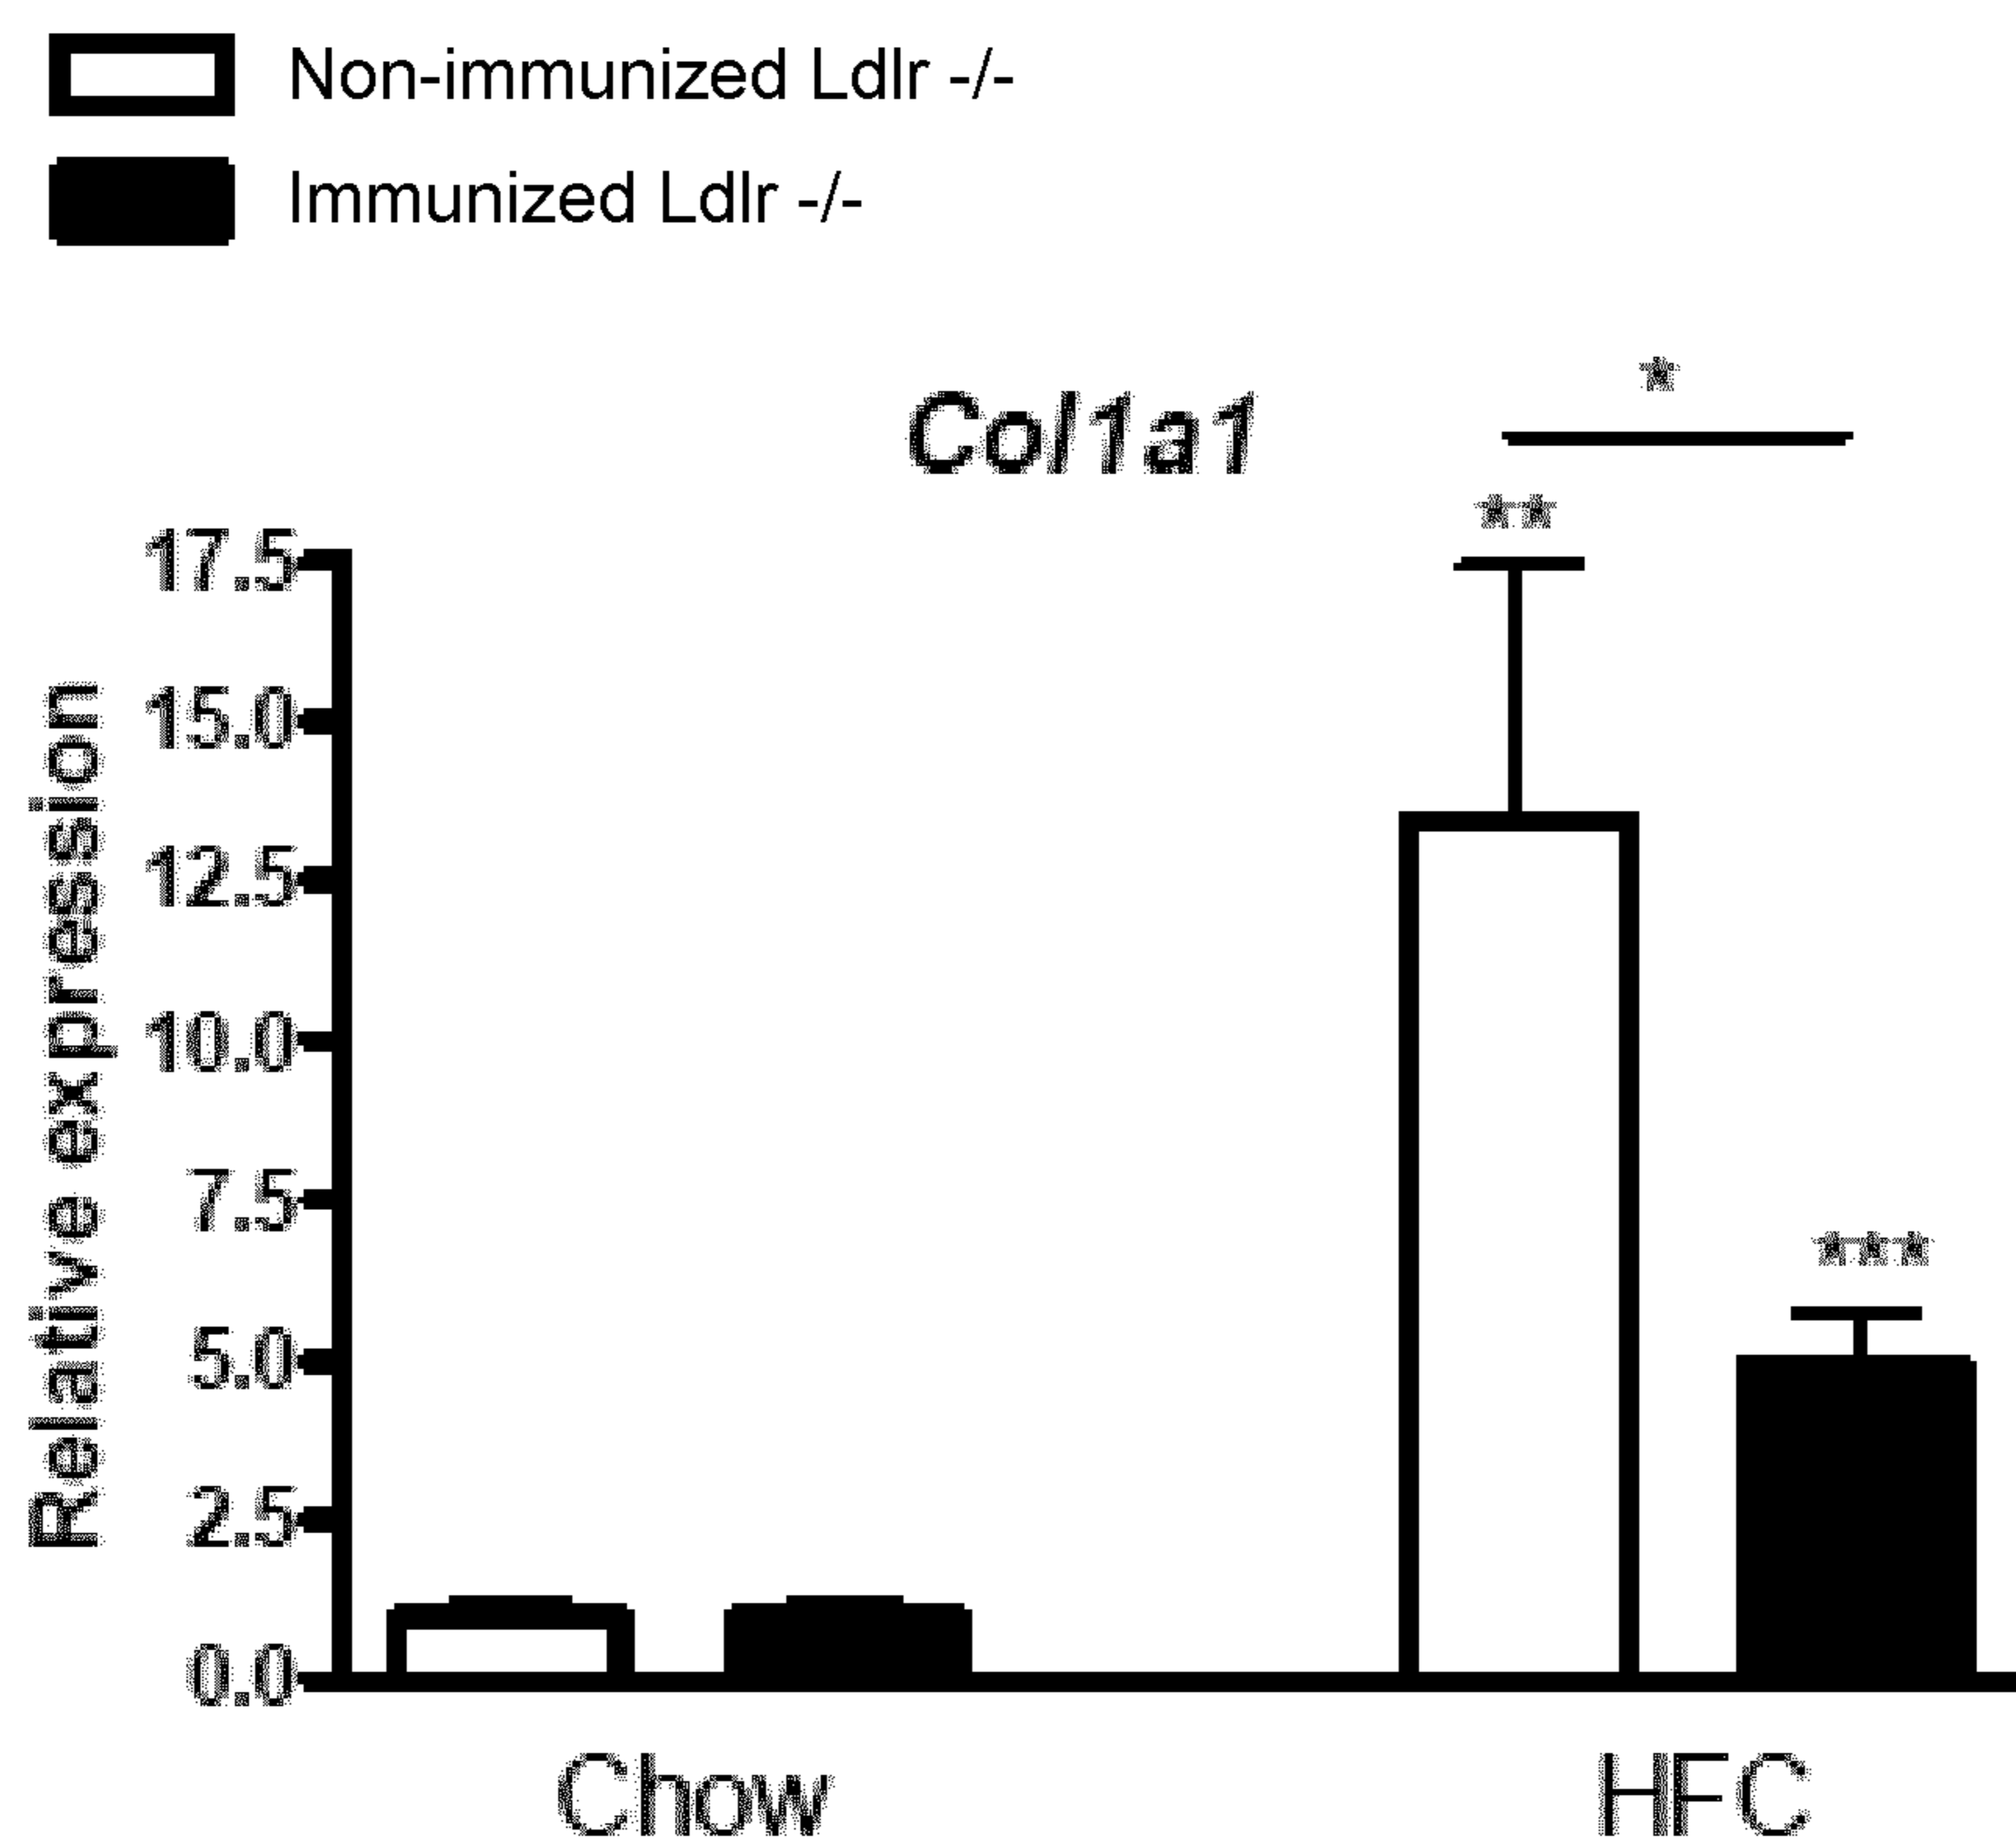 Non-immunized Ldlr -/-
Immunized Ldlr -/-
Col1a1
*
**
17.5
15.0
12.5
10.0
7.5
5.0
2.5
0.0
Relative expression
***
Chow
HFC